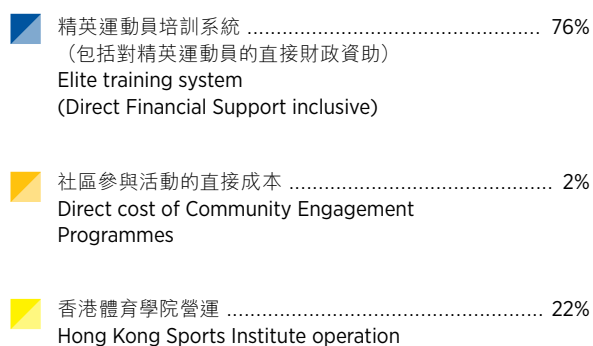 精英運動員培訓系統 .................................................. 76%
（包括對精英運動員的直接財政資助）
Elite training system
(Direct Financial Support inclusive)
社區參與活動的直接成本 ............................................. 2%
Direct cost of Community Engagement
Programmes
香港體育學院營運 ...................................................... 22%
Hong Kong Sports Institute operation